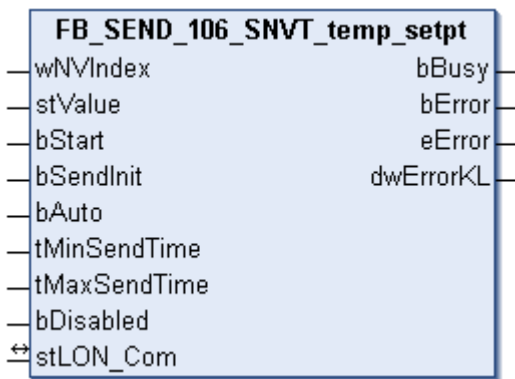 FB_SEND_106_SNVT_temp_setpt
wNVIndex bBusy
stValue bError
bStart eError
bSendInit dwErrorKL
bAuto
tMinSendTime
tMaxSendTime
bDisabled
stLON_Com